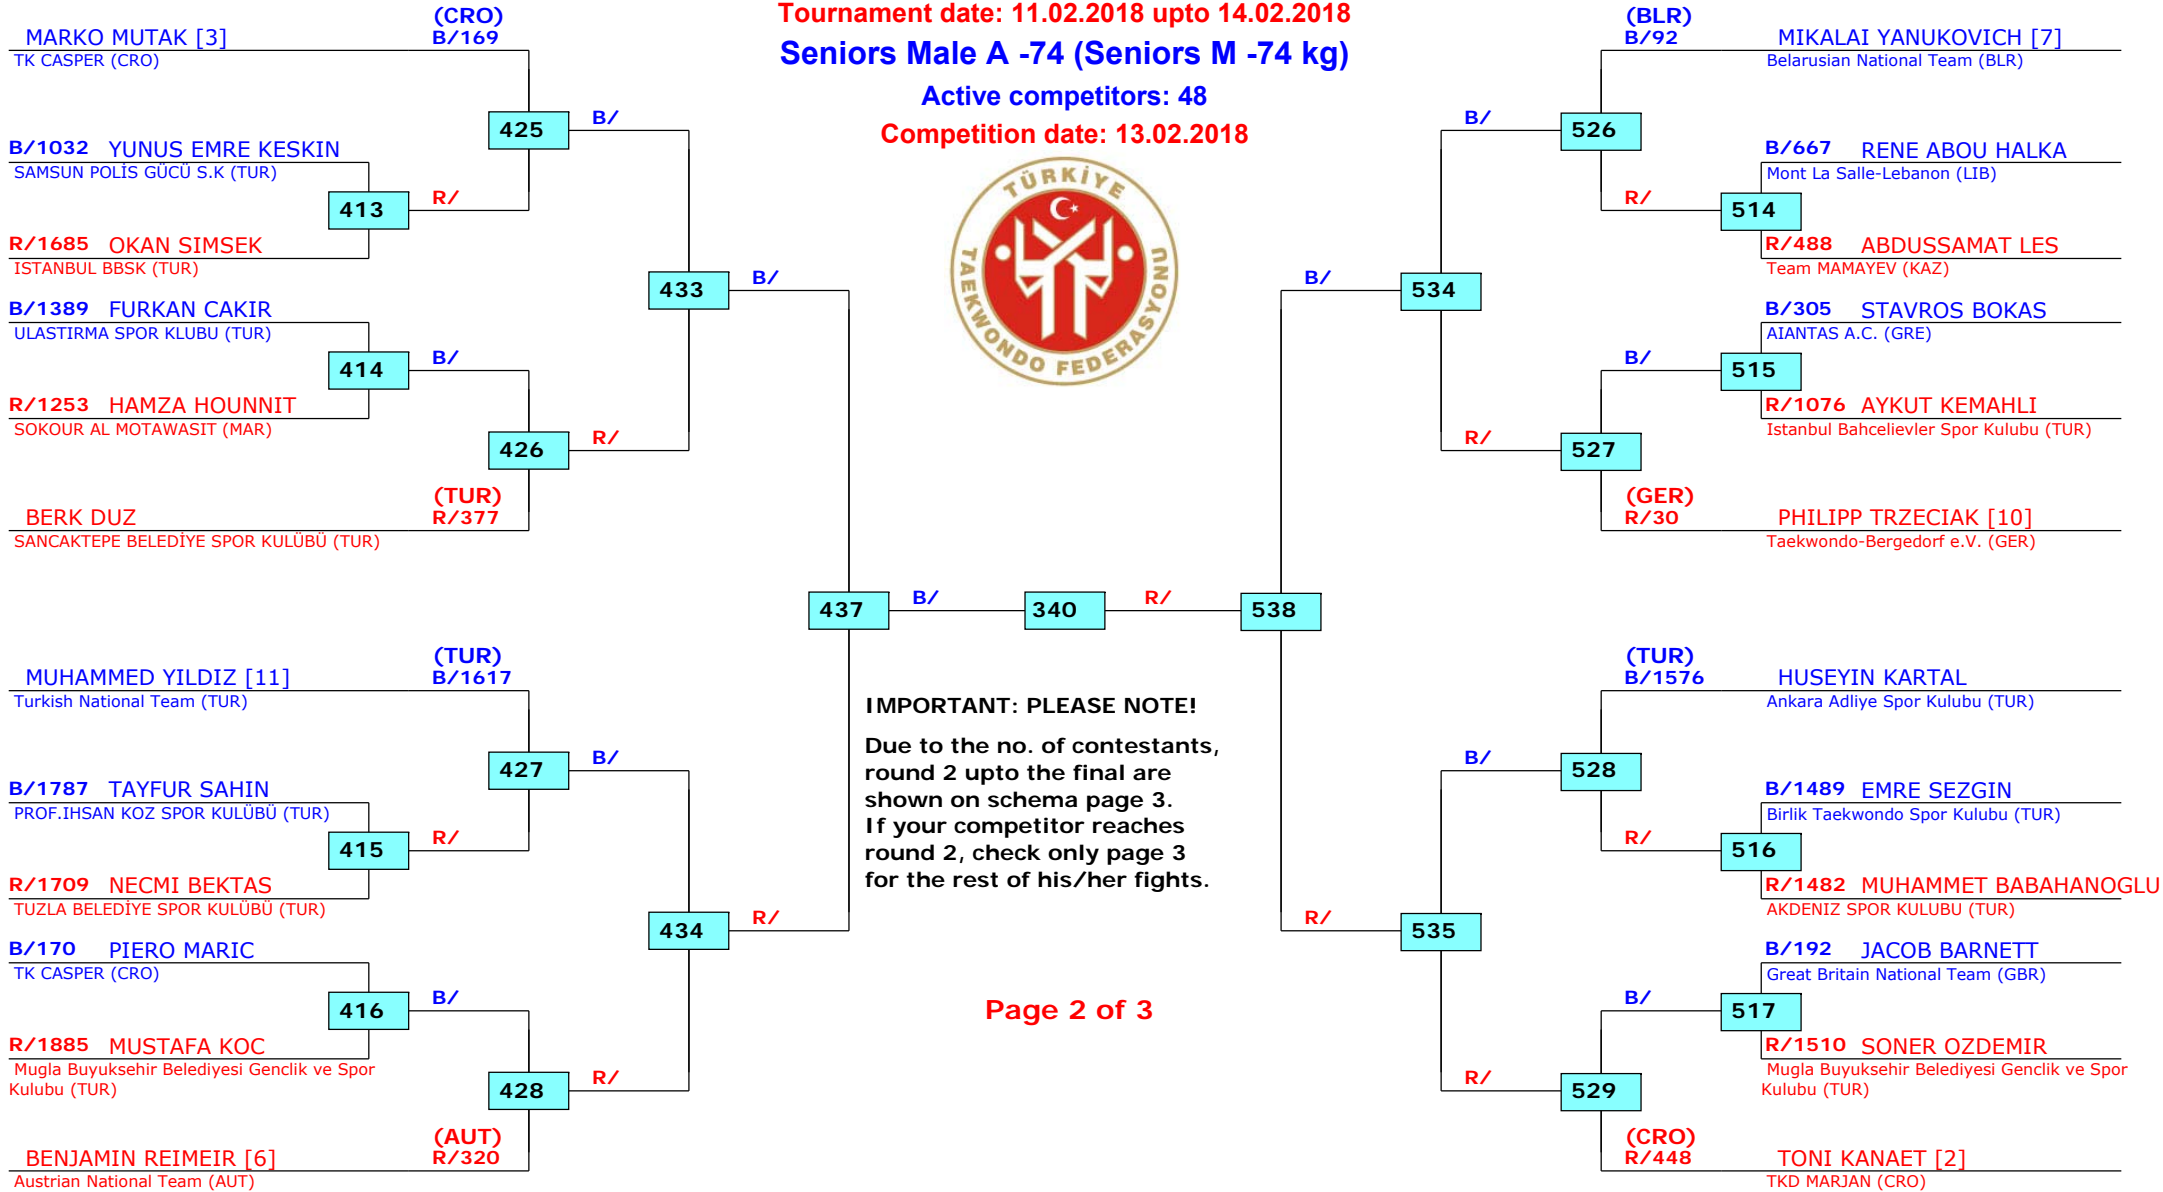 Tournament date: 11.02.2018 upto 14.02.2018
Seniors Male A -74 (Seniors M -74 kg)
Active competitors: 48
Competition date: 13.02.2018
TÜRKİYE
TAEKWONDO FEDERASYONU
(CRO)
MARKO MUTAK [3] B/169
TK CASPER (CRO)
425 B/
B/1032 YUNUS EMRE KESKIN
SAMSUN POLİS GÜCÜ S.K (TUR)
413 R/
R/1685 OKAN SIMSEK
ISTANBUL BBSK (TUR)
433 B/
B/1389 FURKAN CAKIR
ULASTIRMA SPOR KLUBU (TUR)
414 B/
R/1253 HAMZA HOUNNIT
SOKOUR AL MOTAWASIT (MAR)
426 R/
(TUR)
BERK DUZ R/377
SANCAKTEPE BELEDİYE SPOR KULÜBÜ (TUR)
437 B/ 340 R/ 538
(TUR)
MUHAMMED YILDIZ [11] B/1617
Turkish National Team (TUR)
427 B/
B/1787 TAYFUR SAHIN
PROF.IHSAN KOZ SPOR KULÜBÜ (TUR)
415 R/
R/1709 NECMI BEKTAS
TUZLA BELEDİYE SPOR KULÜBÜ (TUR)
434 R/
B/170 PIERO MARIC
TK CASPER (CRO)
416 B/
R/1885 MUSTAFA KOC
Mugla Buyuksehir Belediyesi Genclik ve Spor
Kulubu (TUR)
428 R/
(AUT)
BENJAMIN REIMEIR [6] R/320
Austrian National Team (AUT)
IMPORTANT: PLEASE NOTE!
Due to the no. of contestants,
round 2 upto the final are
shown on schema page 3.
If your competitor reaches
round 2, check only page 3
for the rest of his/her fights.
Page 2 of 3
(BLR)
B/92 MIKALAI YANUKOVICH [7]
Belarusian National Team (BLR)
B/ 526
B/667 RENE ABOU HALKA
Mont La Salle-Lebanon (LIB)
R/ 514
R/488 ABDUSSAMAT LES
Team MAMAYEV (KAZ)
B/ 534
B/305 STAVROS BOKAS
AIANTAS A.C. (GRE)
B/ 515
R/1076 AYKUT KEMAHLI
Istanbul Bahcelievler Spor Kulubu (TUR)
R/ 527
(GER)
R/30 PHILIPP TRZECIAK [10]
Taekwondo-Bergedorf e.V. (GER)
(TUR)
B/1576 HUSEYIN KARTAL
Ankara Adliye Spor Kulubu (TUR)
B/ 528
B/1489 EMRE SEZGIN
Birlik Taekwondo Spor Kulubu (TUR)
R/ 516
R/1482 MUHAMMET BABAHANOGLU
AKDENIZ SPOR KULUBU (TUR)
R/ 535
B/192 JACOB BARNETT
Great Britain National Team (GBR)
B/ 517
R/1510 SONER OZDEMIR
Mugla Buyuksehir Belediyesi Genclik ve Spor
Kulubu (TUR)
R/ 529
(CRO)
R/448 TONI KANAET [2]
TKD MARJAN (CRO)